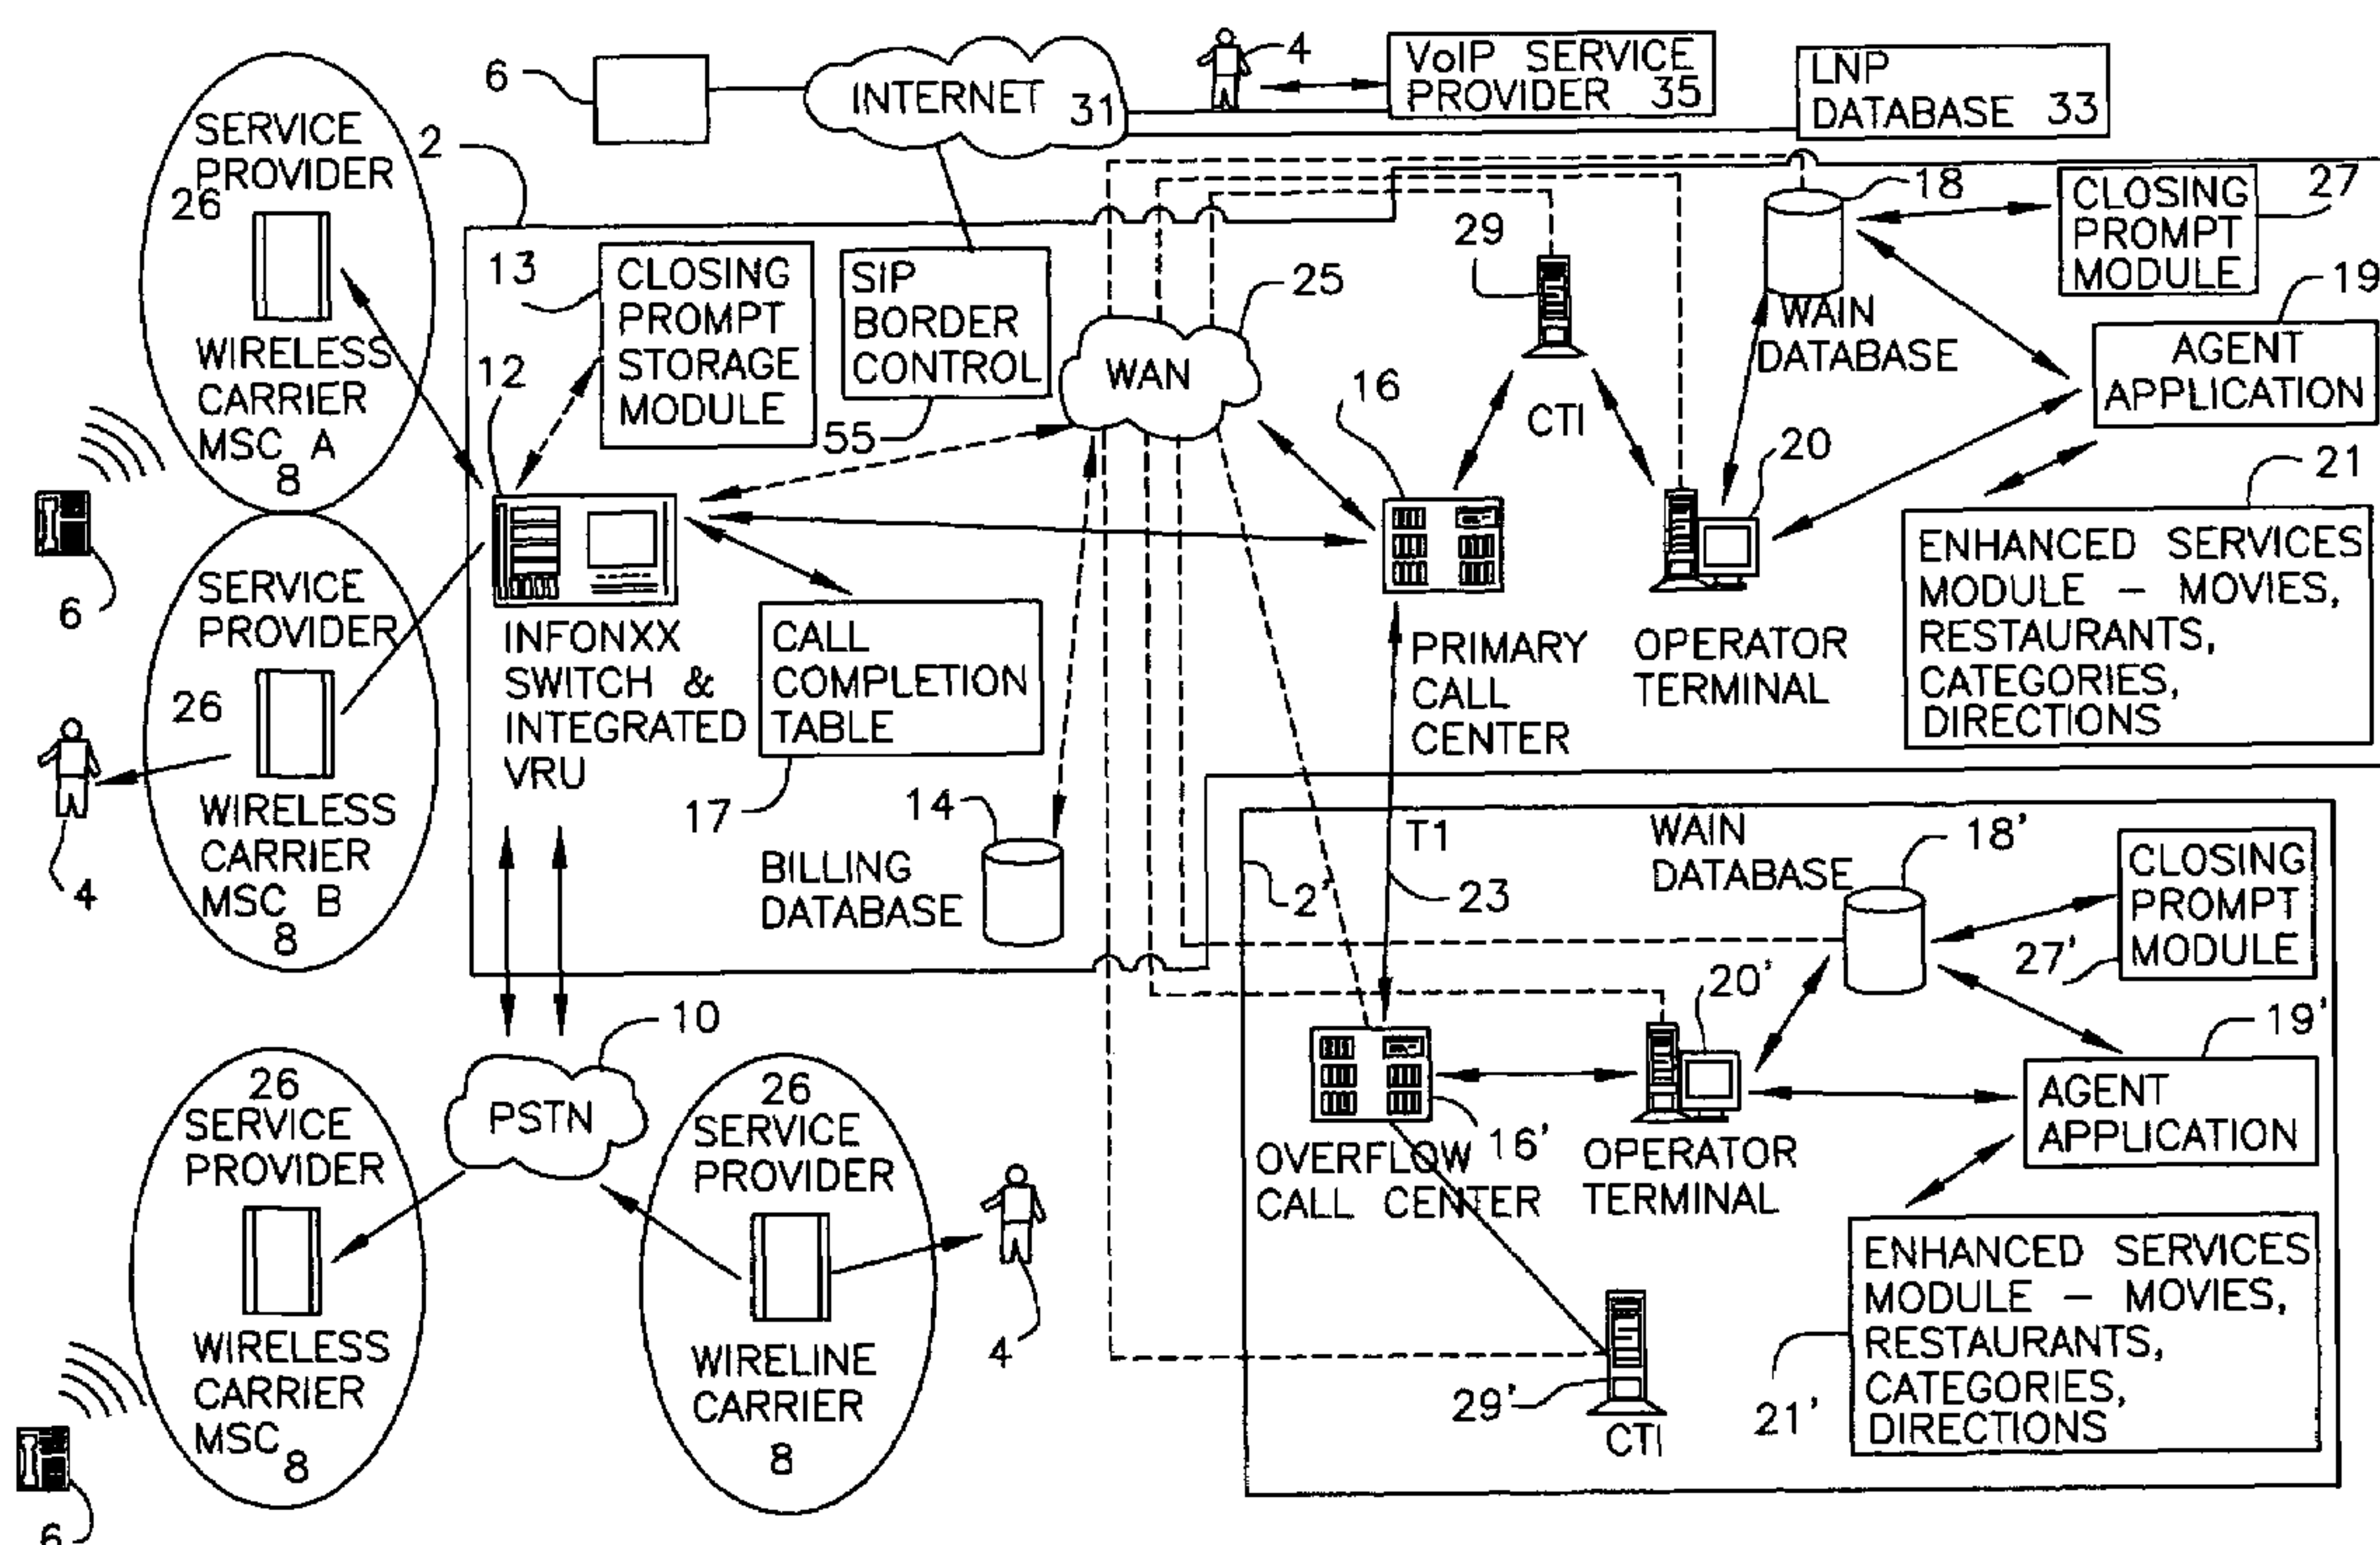 6
INTERNET 31
4
VoIP SERVICE
PROVIDER 35
LNP
DATABASE 33
SERVICE
PROVIDER
26
WIRELESS
CARRIER
MSC A
8
2
13
CLOSING
PROMPT
STORAGE
MODULE
SIP
BORDER
CONTROL
55
25
WAN
29
CTI
18
WAIN
DATABASE
CLOSING
PROMPT
MODULE
27
19
AGENT
APPLICATION
12
16
20
21
6
SERVICE
PROVIDER
26
WIRELESS
CARRIER
MSC B
8
4
INFONXX
SWITCH &
INTEGRATED
VRU
CALL
COMPLETION
TABLE
17
PRIMARY
CALL
CENTER
OPERATOR
TERMINAL
ENHANCED SERVICES
MODULE – MOVIES,
RESTAURANTS,
CATEGORIES,
DIRECTIONS
14
BILLING
DATABASE
T1
23
2'
WAIN
DATABASE
18'
CLOSING
PROMPT
MODULE
27'
20'
19'
AGENT
APPLICATION
10
PSTN
26
SERVICE
PROVIDER
WIRELESS
CARRIER
MSC
8
6
26
SERVICE
PROVIDER
WIRELINE
CARRIER
8
4
OVERFLOW
CALL CENTER
16'
OPERATOR
TERMINAL
29'
CTI
21'
ENHANCED SERVICES
MODULE – MOVIES,
RESTAURANTS,
CATEGORIES,
DIRECTIONS